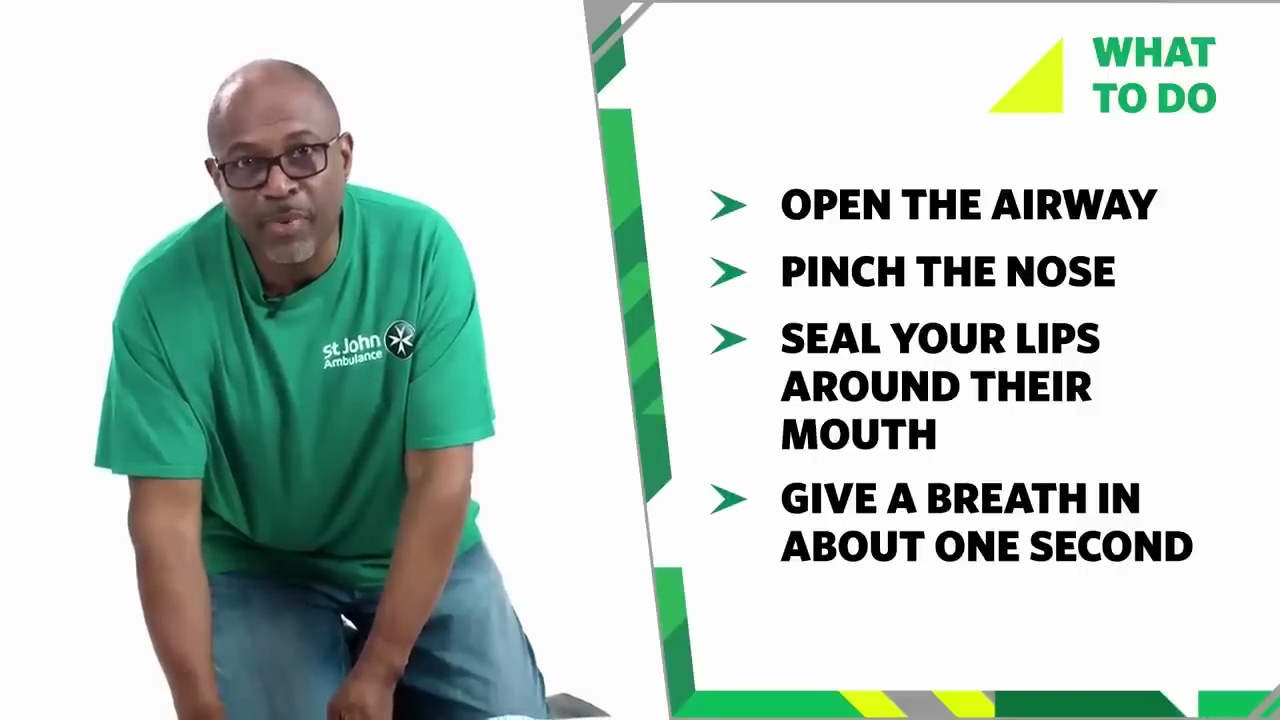 St John
Ambulance
WHAT
TO DO
OPEN THE AIRWAY
PINCH THE NOSE
SEAL YOUR LIPS
AROUND THEIR
MOUTH
GIVE A BREATH IN
ABOUT ONE SECOND